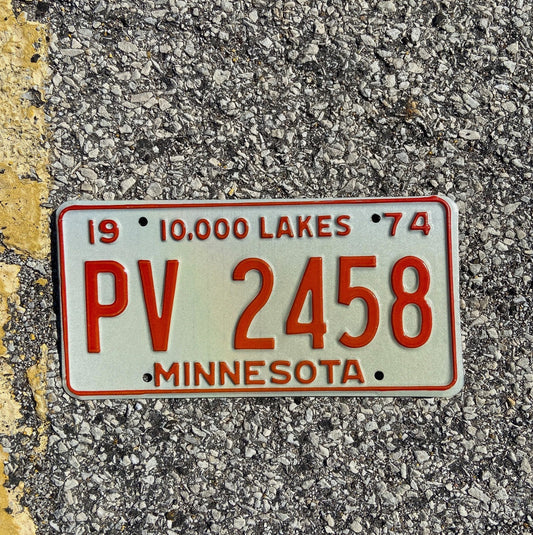 19 10,000 LAKES 74
PV 2458
MINNESOTA